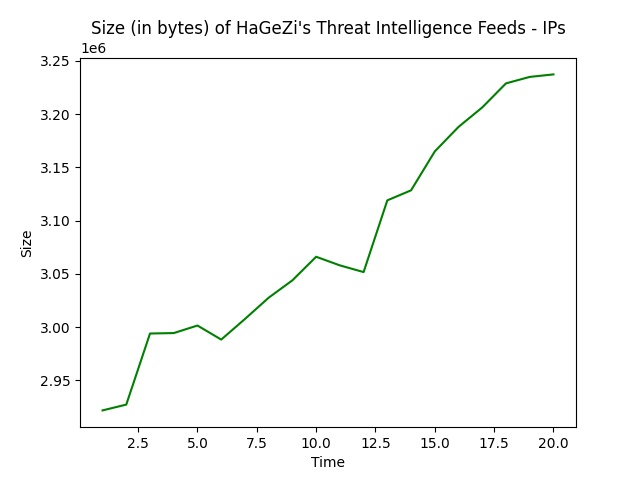 Size (in bytes) of HaGeZi's Threat Intelligence Feeds - IPs
1e6
3.25
3.20
3.15
3.10
3.05
3.00
2.95
Size
2.5 5.0 7.5 10.0 12.5 15.0 17.5 20.0
Time